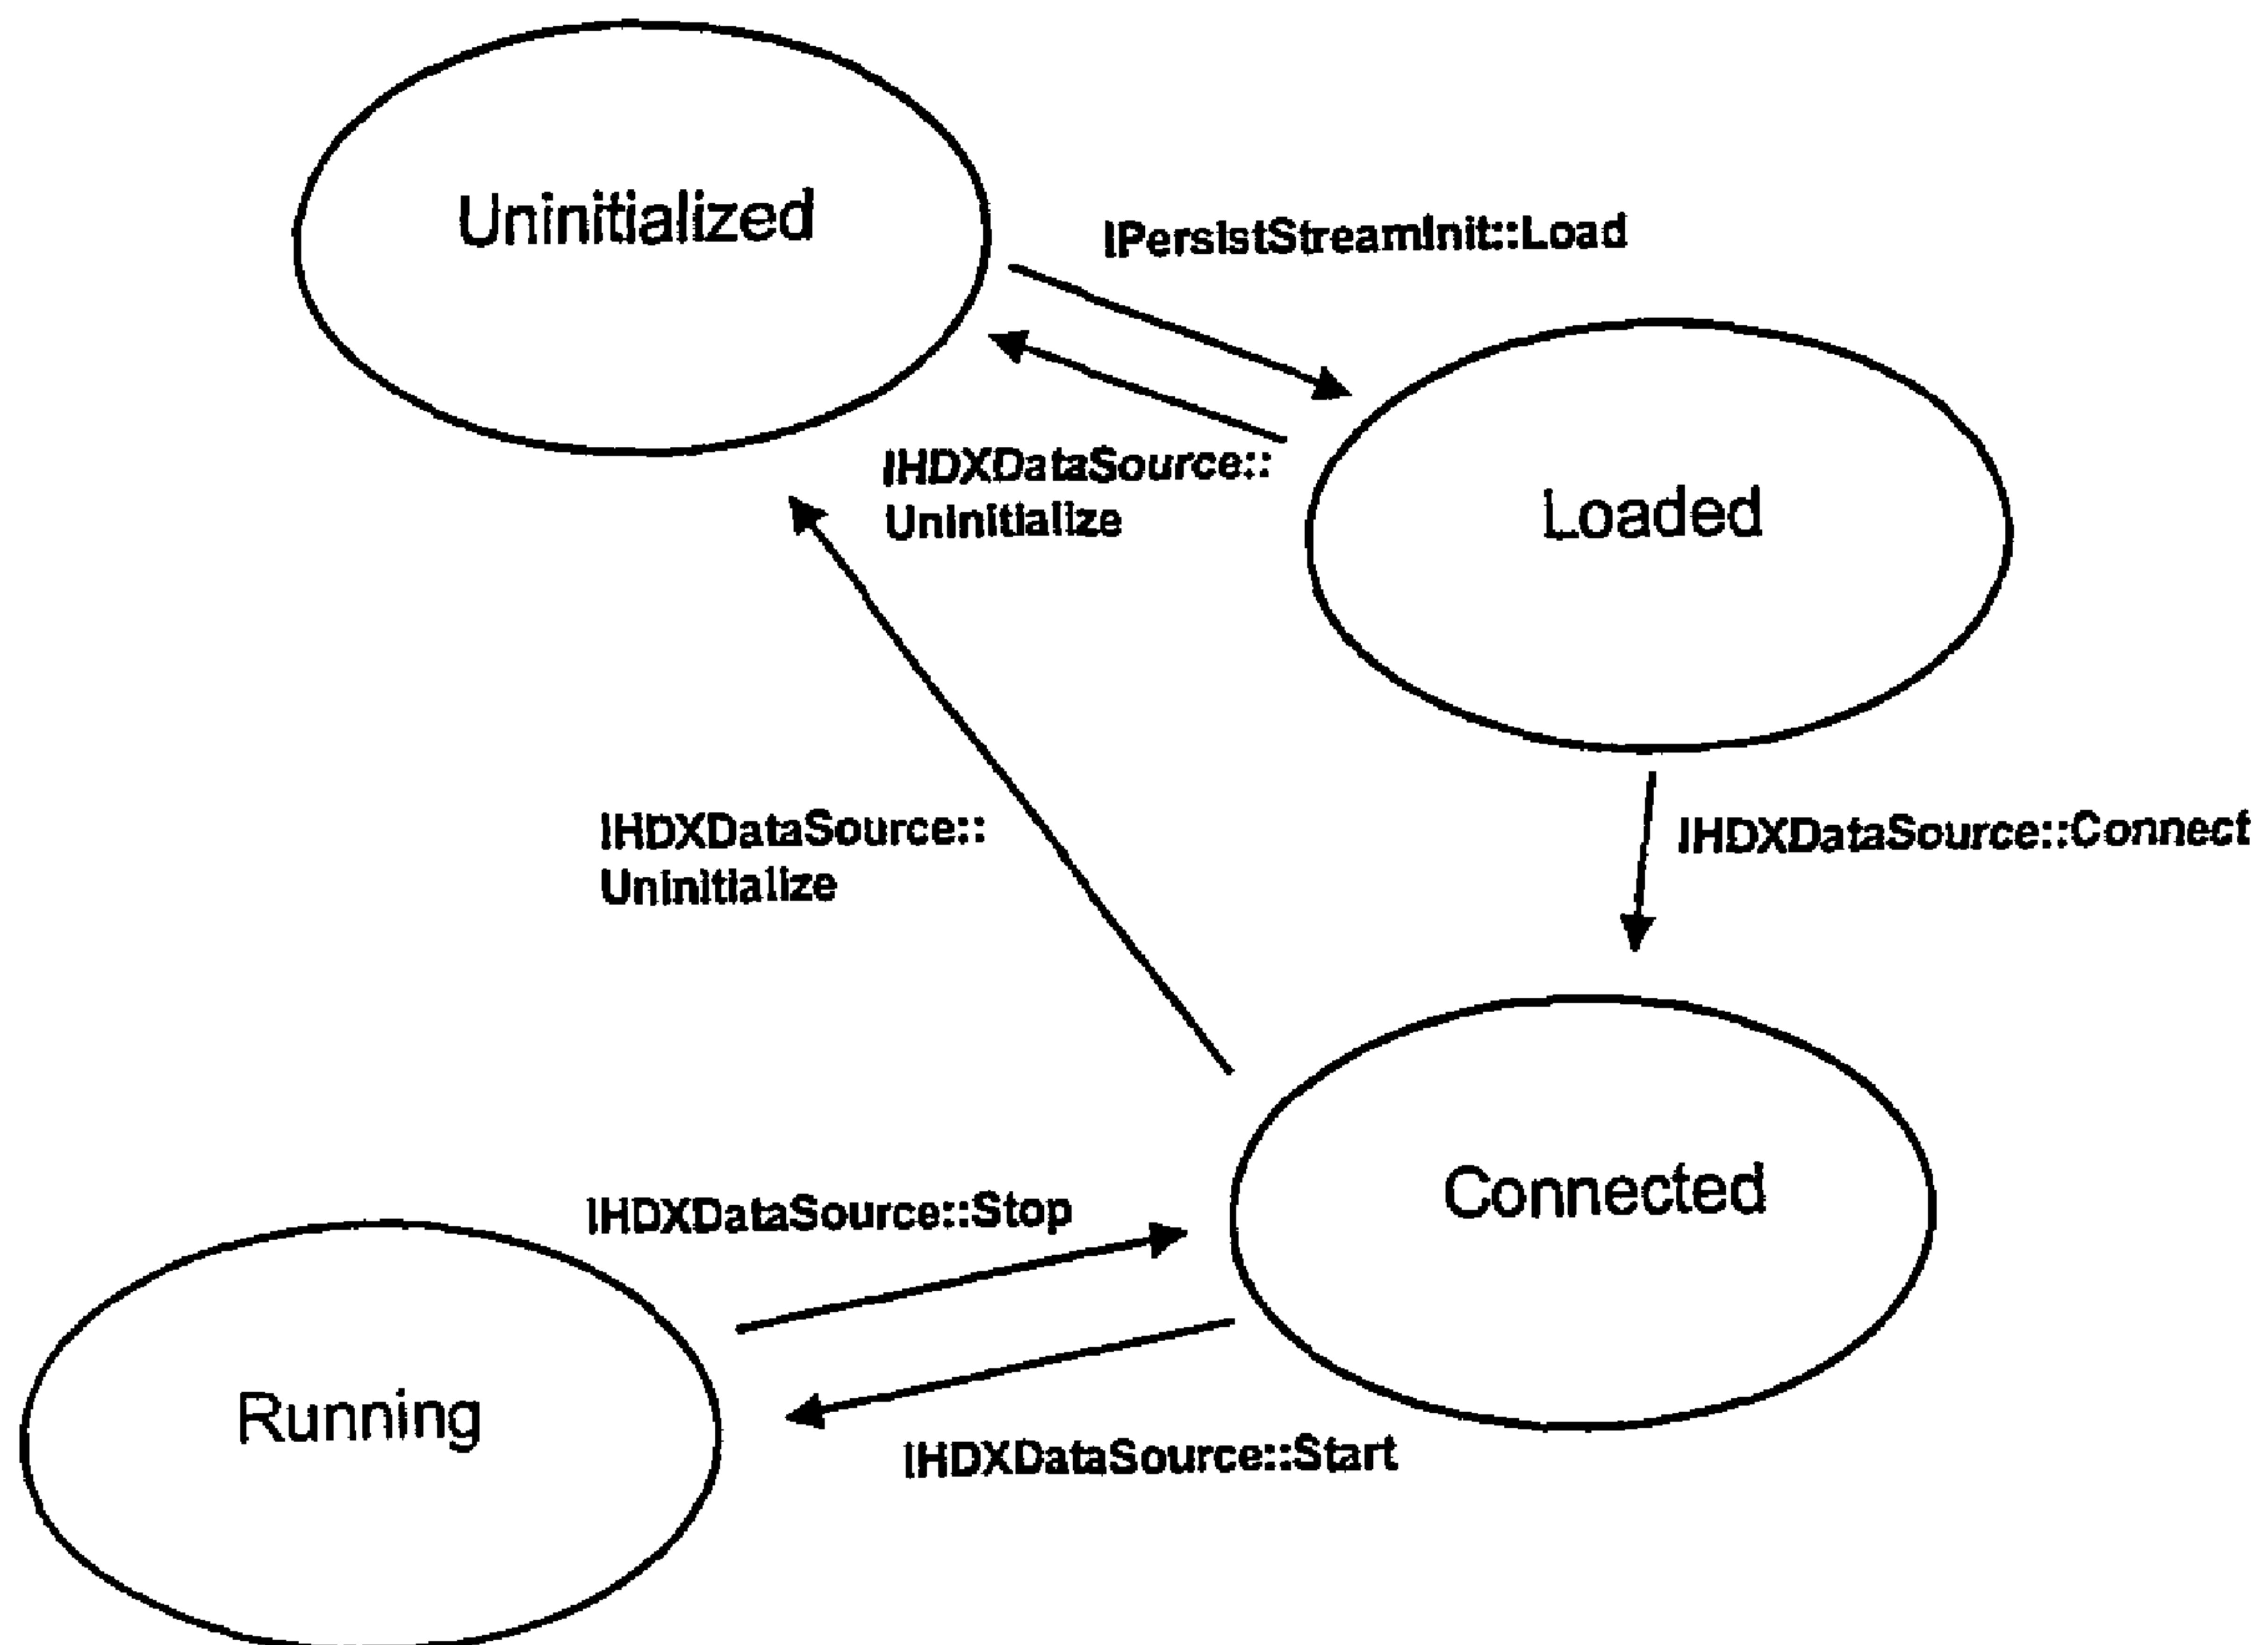 Uninitialized
IPersistStreamInit::Load
IHDXDataSource::
Uninitialize
Loaded
IHDXDataSource::
Uninitialize
IHDXDataSource::Connect
Connected
IHDXDataSource::Stop
Running
IHDXDataSource::Start